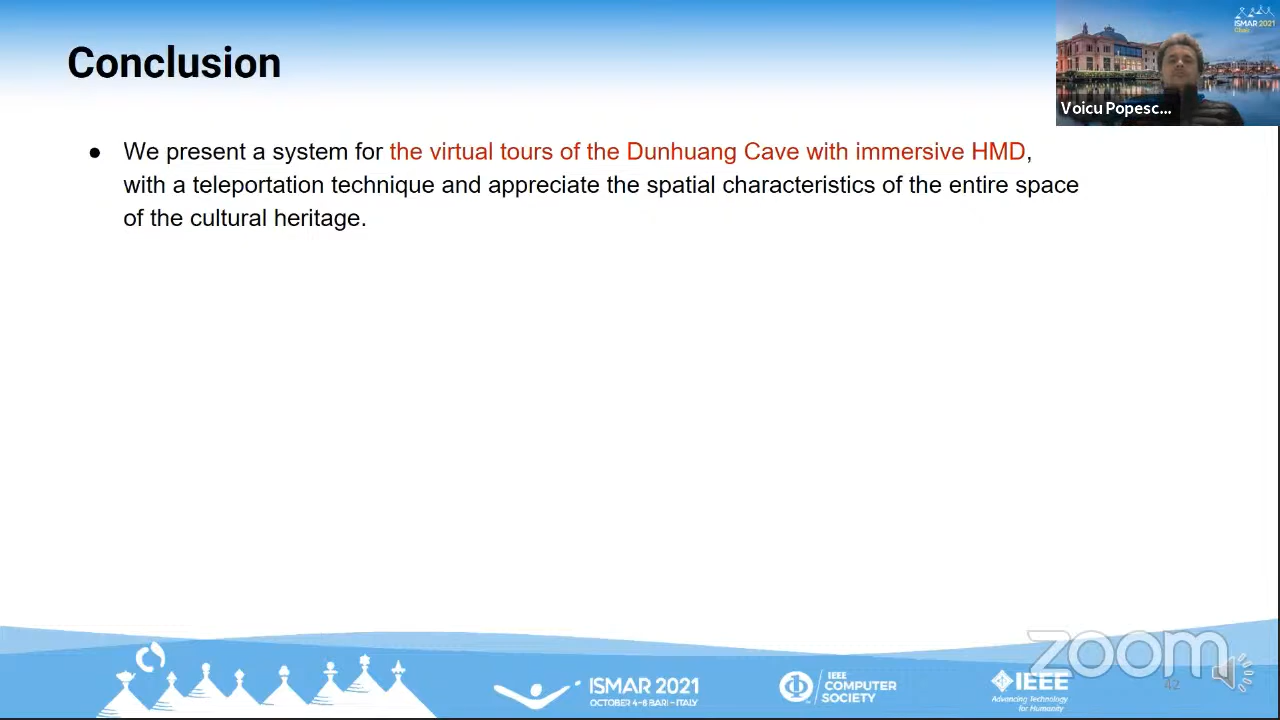 Conclusion
ISMAR 2021
Chair
Voicu Popesc...
● We present a system for the virtual tours of the Dunhuang Cave with immersive HMD,
with a teleportation technique and appreciate the spatial characteristics of the entire space
of the cultural heritage.
zoom
ISMAR 2021
OCTOBER 4-8 BARI - ITALY
IEEE
COMPUTER
SOCIETY
IEEE
Advancing Technology
for Humanity
42